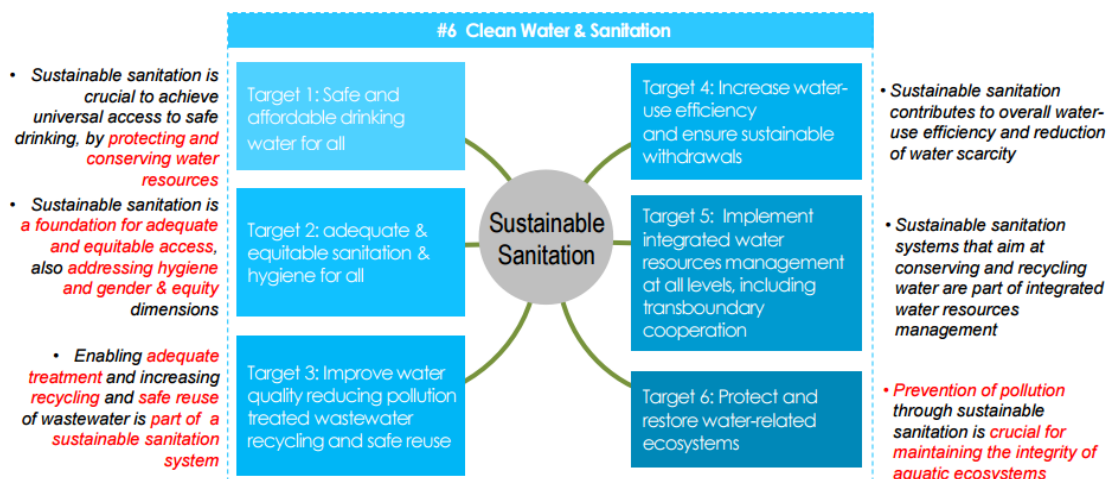 #6 Clean Water & Sanitation
• Sustainable sanitation is
crucial to achieve
universal access to safe
drinking, by protecting and
conserving water
resources
• Sustainable sanitation is
a foundation for adequate
and equitable access,
also addressing hygiene
and gender & equity
dimensions
• Enabling adequate
treatment and increasing
recycling and safe reuse
of wastewater is part of a
sustainable sanitation
system
Target 1: Safe and
affordable drinking
water for all
Target 2: adequate &
equitable sanitation &
hygiene for all
Target 3: Improve water
quality reducing pollution
treated wastewater
recycling and safe reuse
Sustainable
Sanitation
Target 4: Increase water-
use efficiency
and ensure sustainable
withdrawals
Target 5: Implement
integrated water
resources management
at all levels, including
transboundary
cooperation
Target 6: Protect and
restore water-related
ecosystems
• Sustainable sanitation
contributes to overall water-
use efficiency and reduction
of water scarcity
• Sustainable sanitation
systems that aim at
conserving and recycling
water are part of integrated
water resources
management
• Prevention of pollution
through sustainable
sanitation is crucial for
maintaining the integrity of
aquatic ecosystems